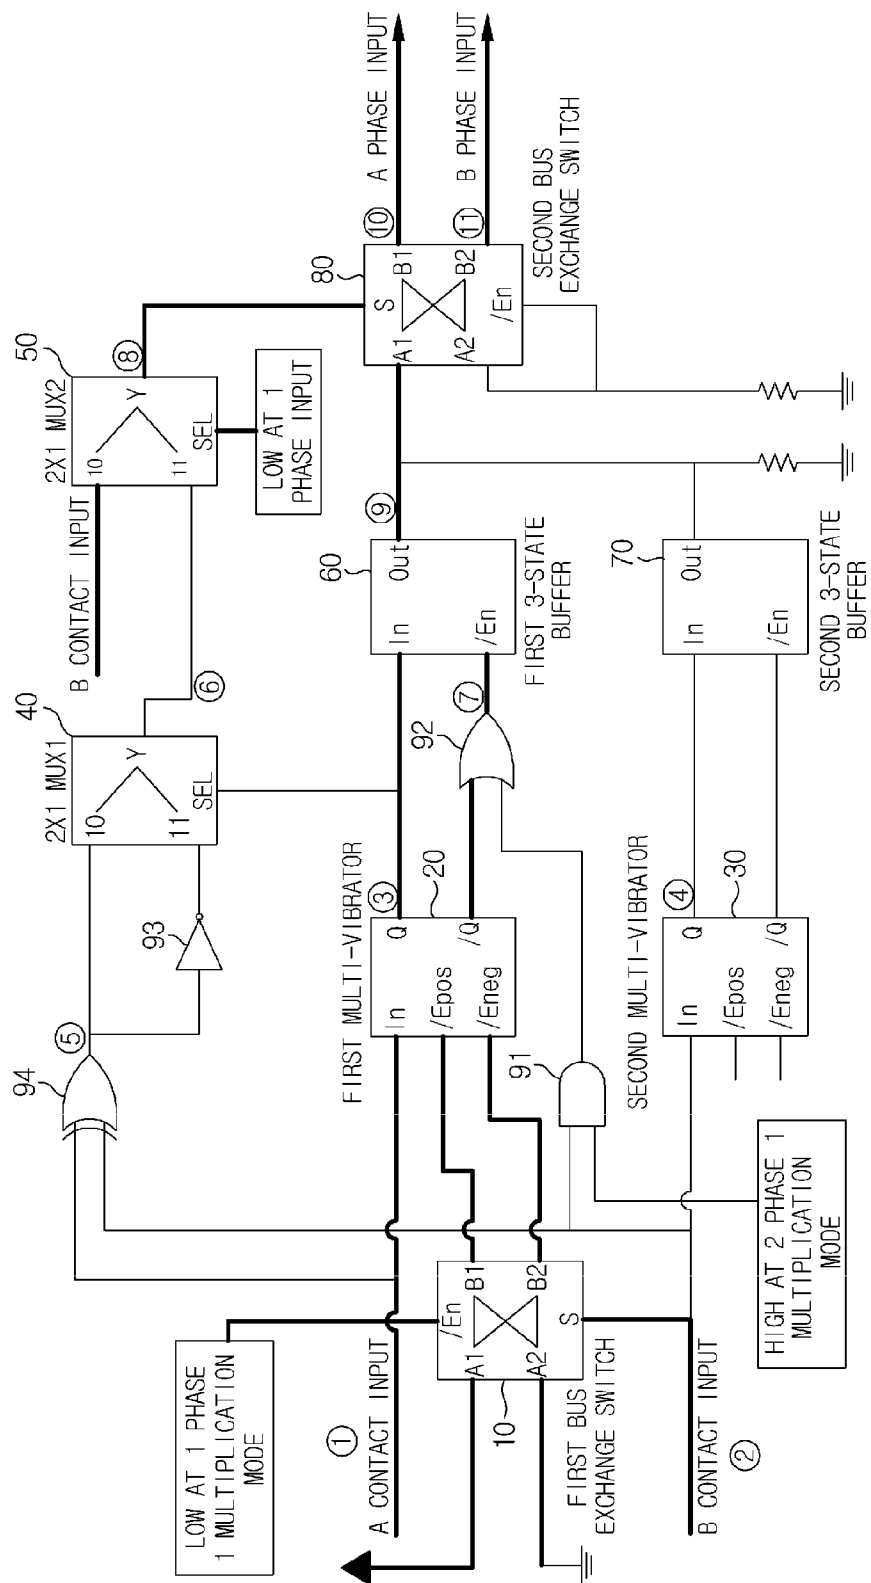 LOW AT 1 PHASE
1 MULTIPLICATION
MODE
①
A CONTACT INPUT
10
A1
A2
/En
B1
B2
S
FIRST BUS
EXCHANGE SWITCH
B CONTACT INPUT
②
HIGH AT 2 PHASE 1
MULTIPLICATION
MODE
94
⑤
93
FIRST MULTI-VIBRATOR
In
/Epos
/Eneg
Q
/Q
20
③
91
SECOND MULTI-VIBRATOR
In
/Epos
/Eneg
Q
/Q
30
④
2X1 MUX1
40
10
11
Y
SEL
⑥
92
⑦
B CONTACT INPUT
2X1 MUX2
50
10
11
Y
SEL
⑧
LOW AT 1
PHASE INPUT
In
/En
Out
60
FIRST 3-STATE
BUFFER
⑨
In
/En
Out
70
SECOND 3-STATE
BUFFER
80
A1
A2
S
B1
B2
/En
SECOND BUS
EXCHANGE SWITCH
⑩
A PHASE INPUT
⑪
B PHASE INPUT